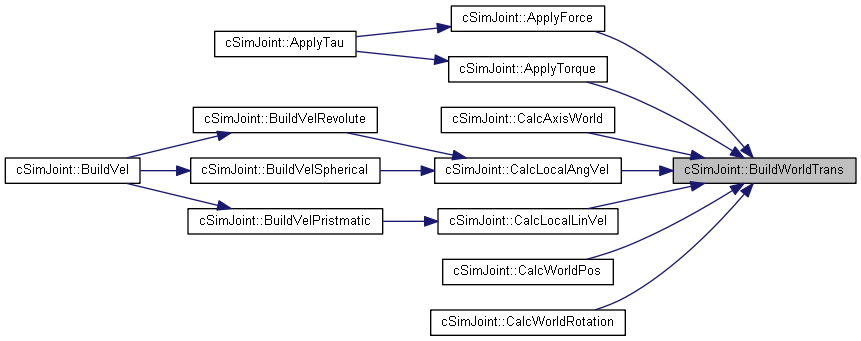 cSimJoint::ApplyForce
cSimJoint::ApplyTau
cSimJoint::ApplyTorque
cSimJoint::BuildVelRevolute
cSimJoint::CalcAxisWorld
cSimJoint::BuildVel
cSimJoint::BuildVelSpherical
cSimJoint::CalcLocalAngVel
cSimJoint::BuildWorldTrans
cSimJoint::BuildVelPristmatic
cSimJoint::CalcLocalLinVel
cSimJoint::CalcWorldPos
cSimJoint::CalcWorldRotation